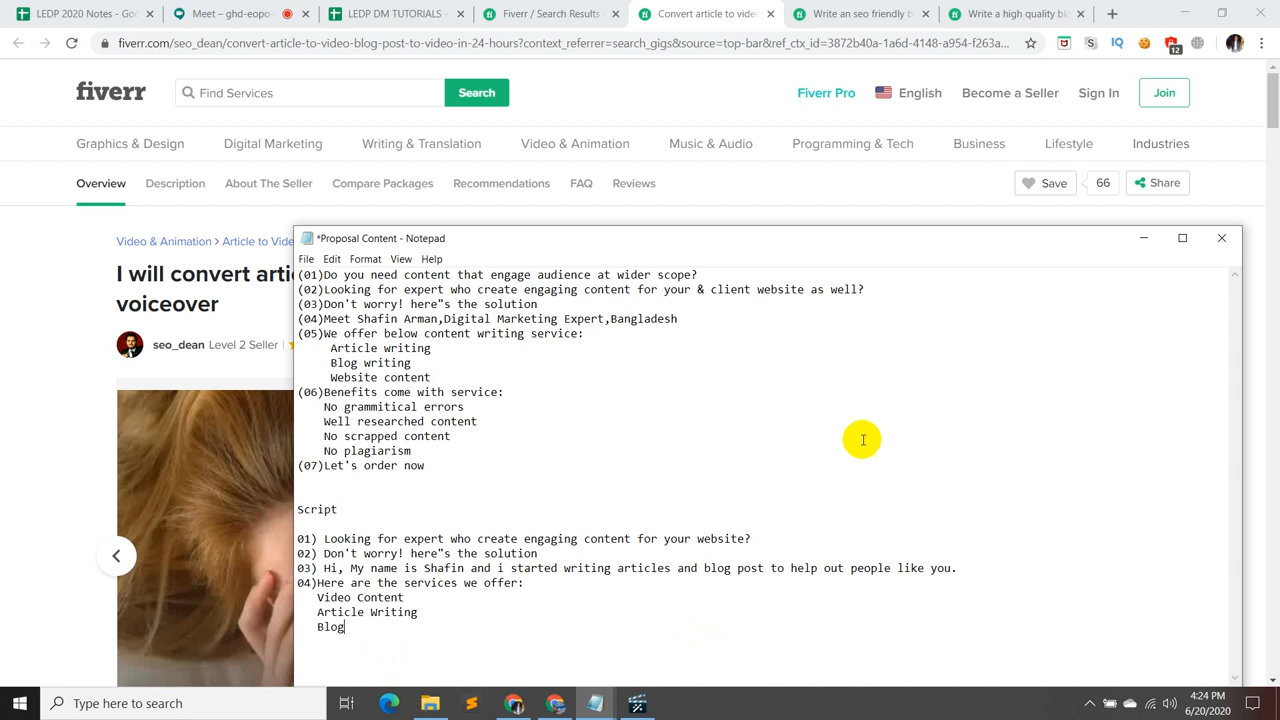 LEDP 2020 Notes - Goo
Meet – ghd-eopo-
LEDP DM TUTORIALS -
Fiverr / Search Results
Convert article to video
Write an seo friendly b
Write a high quality blo
fiverr.com/seo_dean/convert-article-to-video-blog-post-to-video-in-24-hours?context_referrer=search_gigs&source=top-bar&ref_ctx_id=3872b40a-1a6d-4148-a954-f263a...
12
fiverr
Find Services
Search
Fiverr Pro
English
Become a Seller
Sign In
Join
Graphics & Design
Digital Marketing
Writing & Translation
Video & Animation
Music & Audio
Programming & Tech
Business
Lifestyle
Industries
Overview
Description
About The Seller
Compare Packages
Recommendations
FAQ
Reviews
Save
66
Share
Video & Animation > Article to Vide
I will convert arti
voiceover
seo_dean Level 2 Seller
*Proposal Content - Notepad
File Edit Format View Help
(01)Do you need content that engage audience at wider scope?
(02)Looking for expert who create engaging content for your & client website as well?
(03)Don't worry! here"s the solution
(04)Meet Shafin Arman,Digital Marketing Expert,Bangladesh
(05)We offer below content writing service:
Article writing
Blog writing
Website content
(06)Benefits come with service:
No grammitical errors
Well researched content
No scrapped content
No plagiarism
(07)Let's order now
Script
01) Looking for expert who create engaging content for your website?
02) Don't worry! here"s the solution
03) Hi, My name is Shafin and i started writing articles and blog post to help out people like you.
04)Here are the services we offer:
Video Content
Article Writing
Blog
Type here to search
4:24 PM
6/20/2020